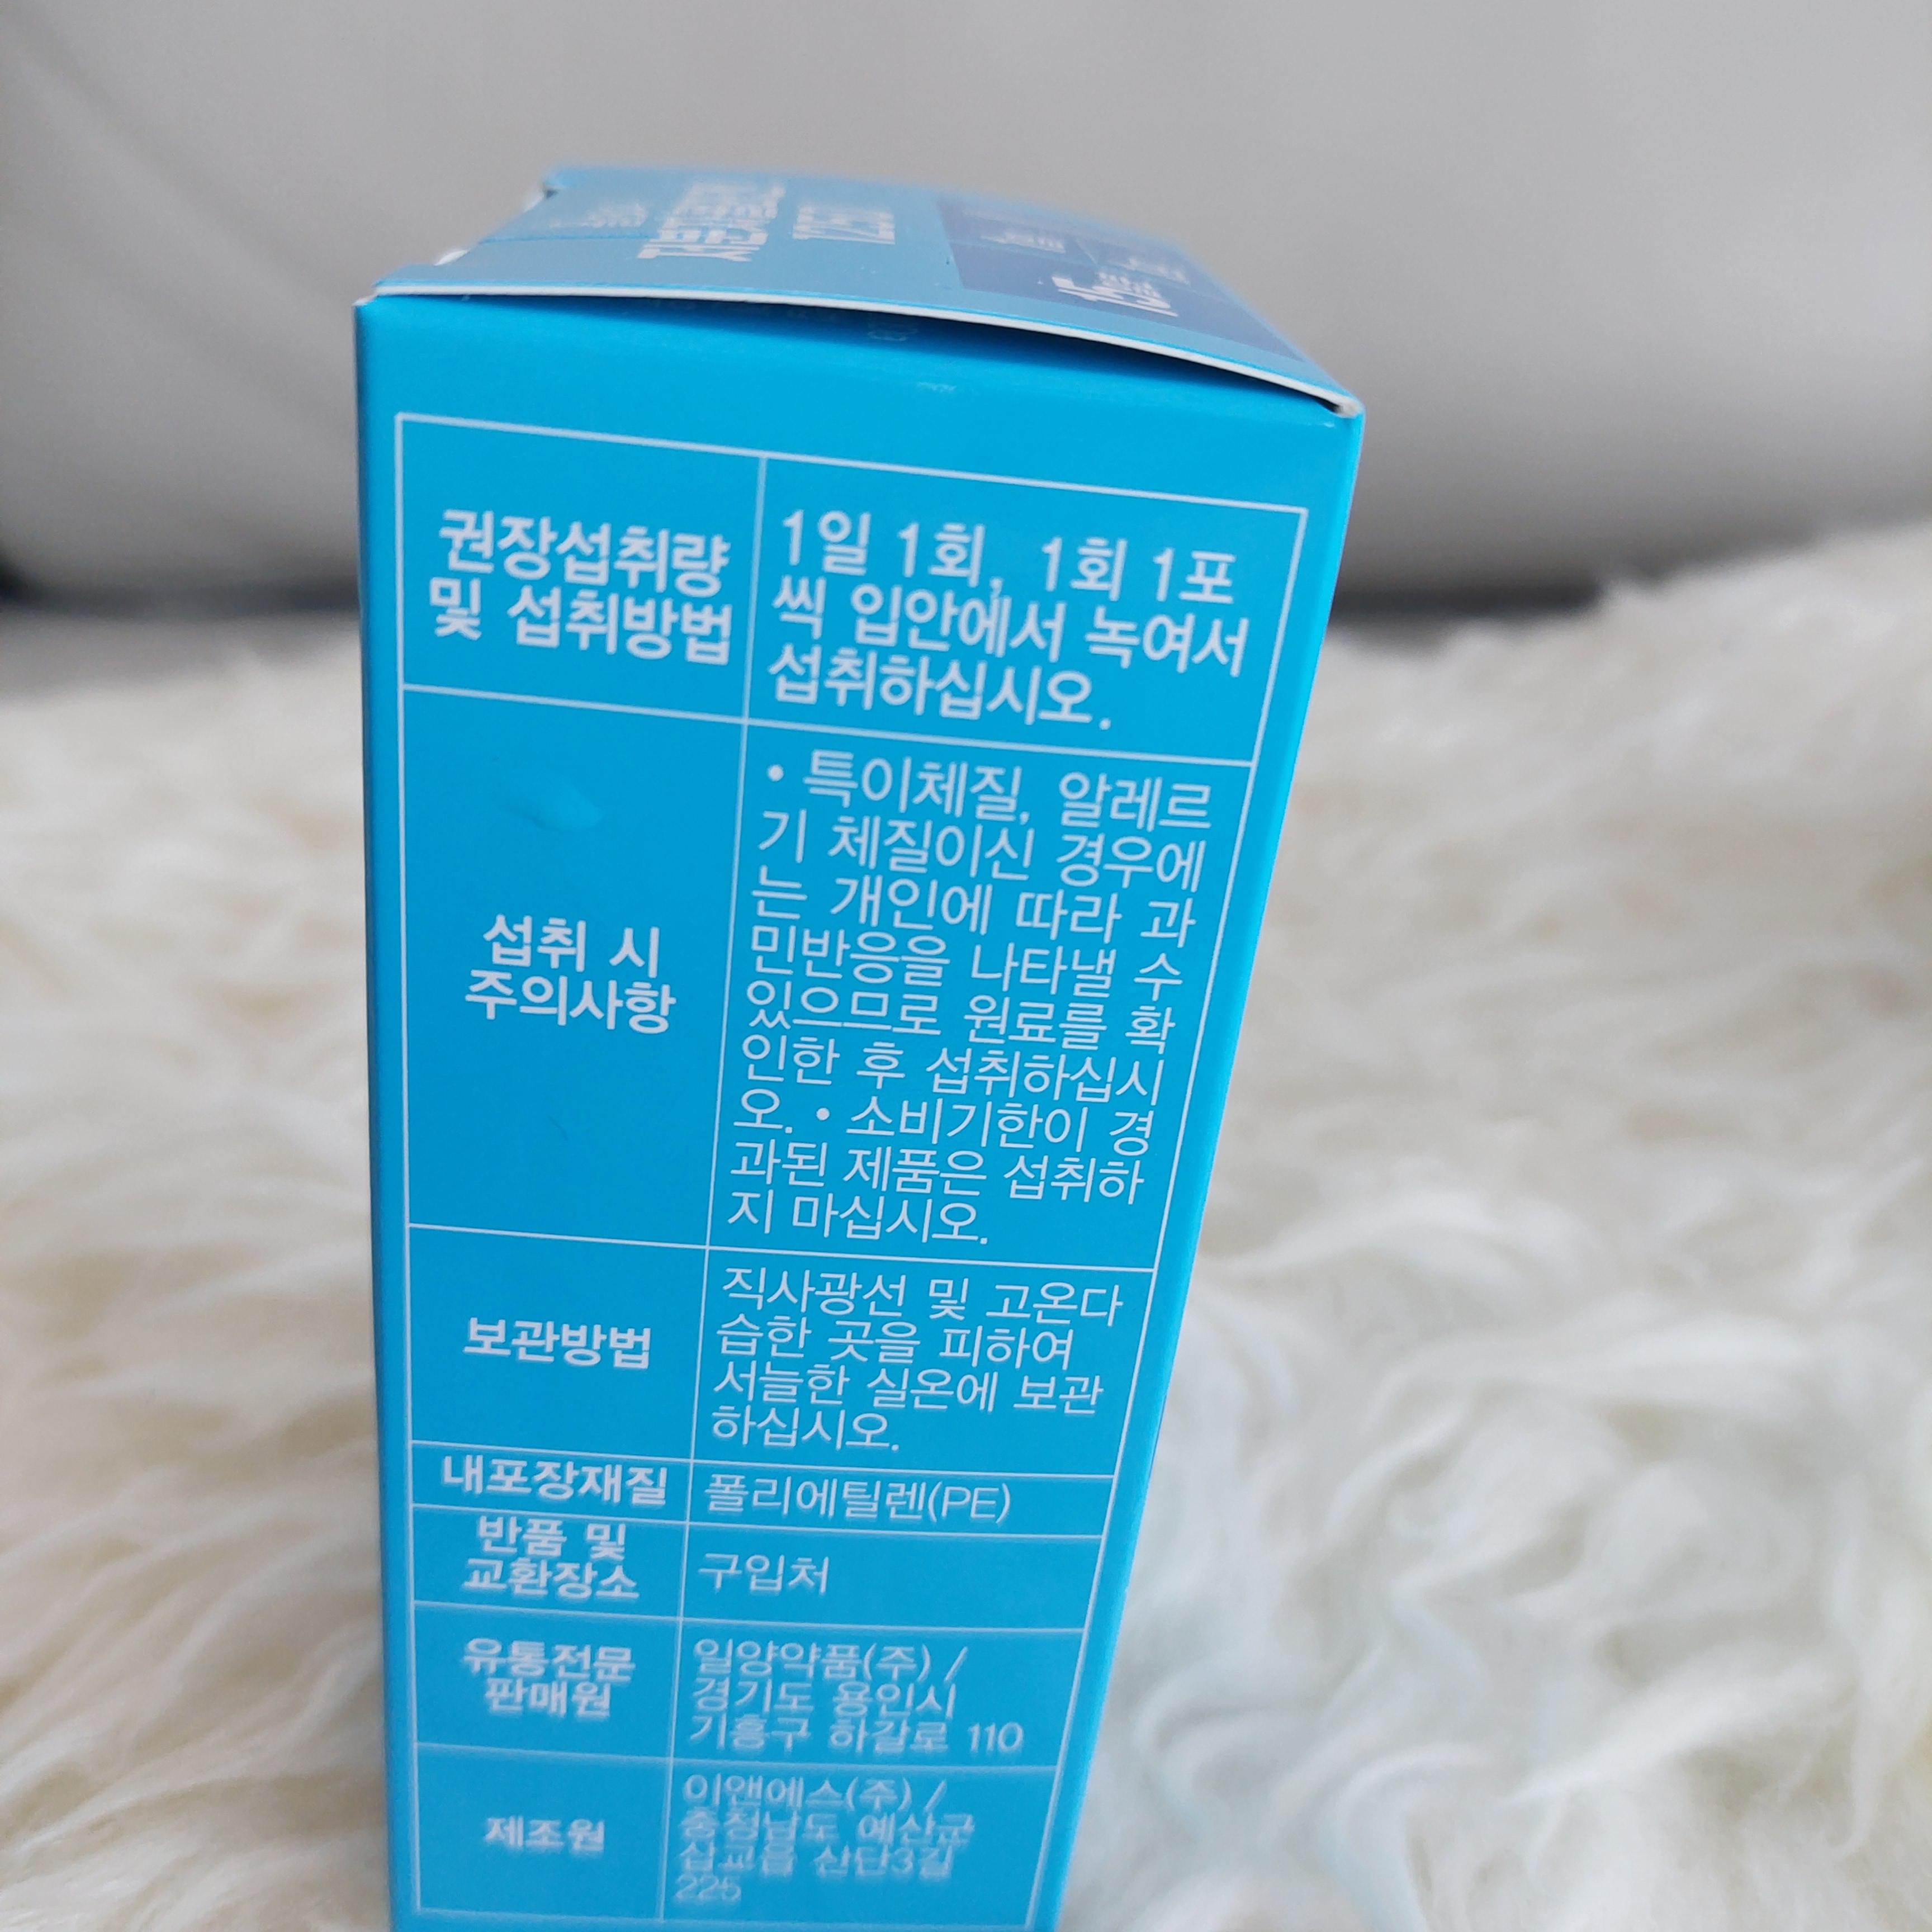 권장섭취량
및 섭취방법
1일 1회, 1회 1포
씩 입안에서 녹여서
섭취하십시오.
섭취 시
주의사항
• 특이체질, 알레르
기 체질이신 경우에
는 개인에 따라 과
민반응을 나타낼 수
있으므로 원료를 확
인한 후 섭취하십시
오. • 소비기한이 경
과된 제품은 섭취하
지 마십시오.
보관방법
직사광선 및 고온다
습한 곳을 피하여
서늘한 실온에 보관
하십시오.
내포장재질
폴리에틸렌(PE)
반품 및
교환장소
구입처
유통전문
판매원
일양약품(주) /
경기도 용인시
기흥구 하갈로 110
제조원
이앤에스(주) /
충청남도 예산군
삽교읍 산단3길
225